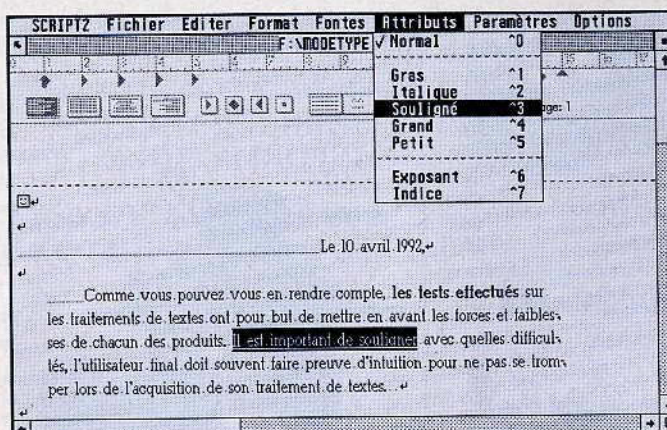 SCRIPT2 Fichier Editer Format Fontes Attributs Paramètres Options
F:\MODETYPE
✓ Normal ^0
Gras ^1
Italique ^2
Souligné ^3
Grand ^4
Petit ^5
Exposant ^6
Indice ^7
age: 1
Le 10 avril 1992,
Comme vous pouvez vous en rendre compte, les tests effectués sur
les traitements de textes ont pour but de mettre en avant les forces et faibles-
ses de chacun des produits. Il est important de souligner avec quelles difficul-
tés, l'utilisateur final doit souvent faire preuve d'intuition pour ne pas se trom-
per lors de l'acquisition de son traitement de textes..